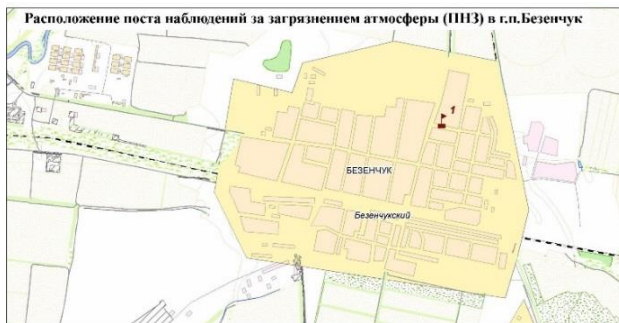 Расположение поста наблюдений за загрязнением атмосферы (ПНЗ) в г.п.Безенчук
1
БЕЗЕНЧУК
Безенчукский